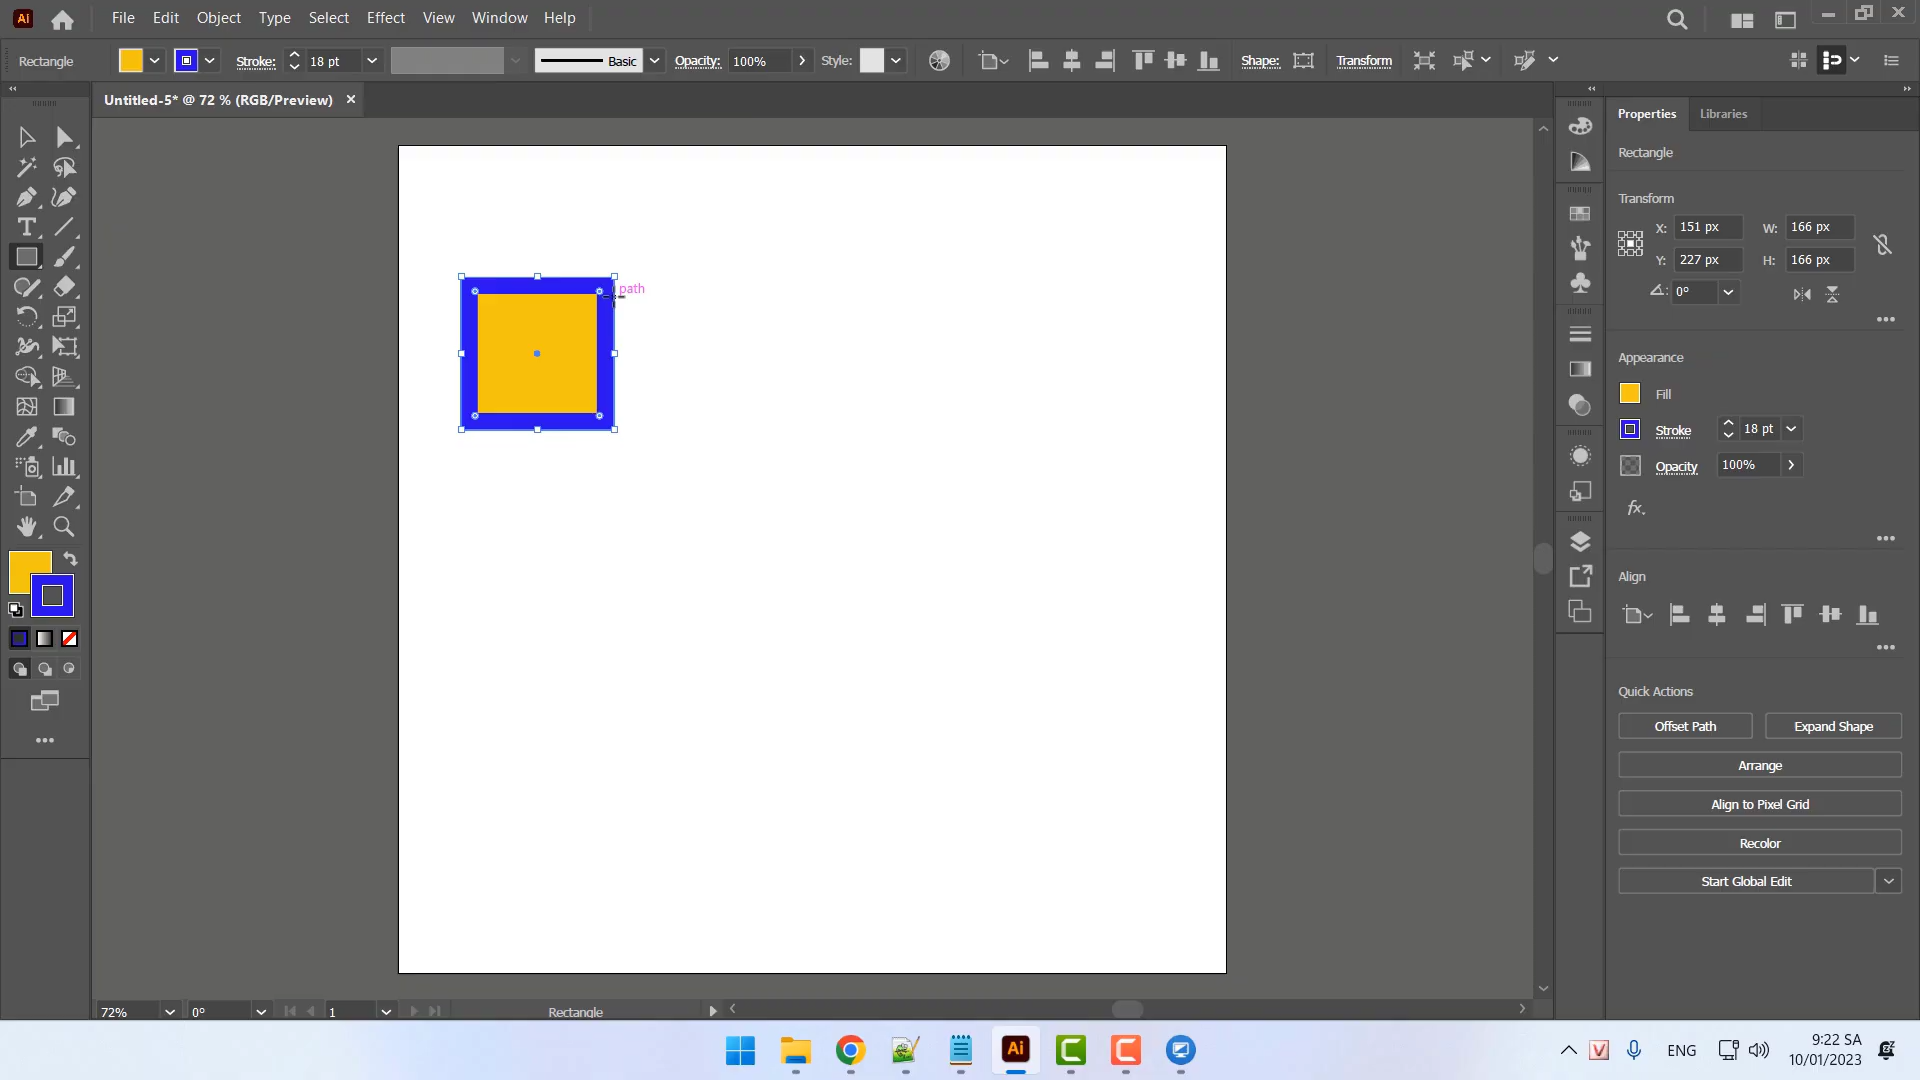 Ai File Edit Object Select Type Effect View Window Help
Rectangle Stroke: 18 pt Basic Opacity: 100% Style: Shape: Transform
Untitled-5* @ 72 % (RGB/Preview) ×
Properties Libraries
Rectangle
Transform
X: 151 px W: 166 px
Y: 227 px H: 166 px
0°
path
Appearance
Fill
Stroke 18 pt
Opacity 100%
fx.
Align
Quick Actions
Offset Path Expand Shape
Arrange
Align to Pixel Grid
Recolor
Start Global Edit
72% 0° 1 Rectangle
Ai ENG 9:22 SA
10/01/2023